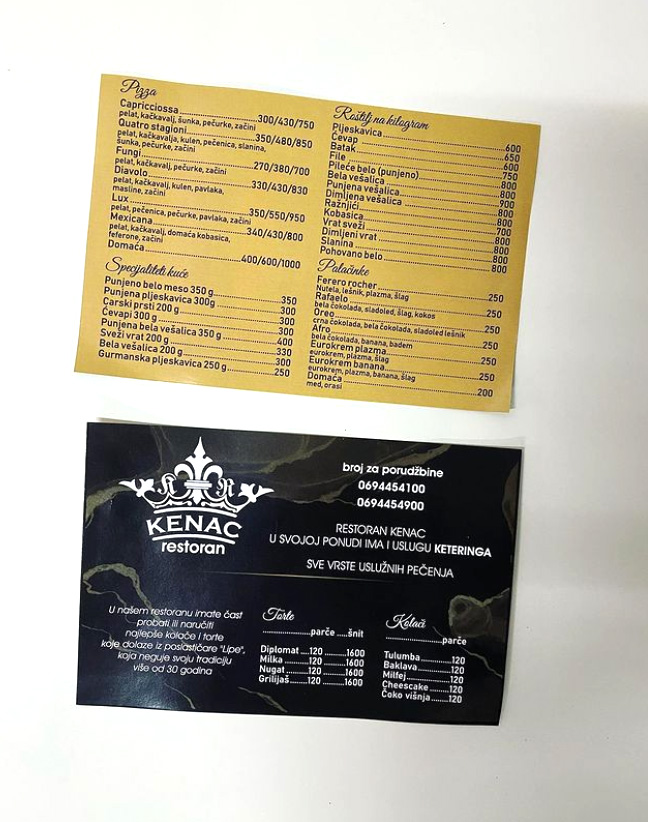 Pizza
Capricciossa 300/430/750
pelat, kačkavalj, šunka, pečurke, začini
Quatro stagioni 350/480/850
pelat, kačkavalja, kulen, pečenica, slanina,
šunka, pečurke, začini
Fungi 270/380/700
pelat, kačkavalj, pečurke, začini
Diavolo 330/430/830
pelat, kačkavalj, kulen, pavlaka,
masline, začini
Lux 350/550/950
pelat, pečenica, pečurke, pavlaka, začini
Mexicana 340/430/800
pelat, kačkavalj, domaća kobasica,
feferone, začini
Domaća 400/600/1000
Specijaliteti kuće
Punjeno belo meso 350 g 350
Punjena pljeskavica 300g 300
Carski prsti 200 g 300
Ćevapi 300 g 300
Punjena bela vešalica 350 g 400
Sveži vrat 200 g 330
Bela vešalica 200 g 300
Gurmanska pljeskavica 250 g 250
Roštilj na kilogram
Pljeskavica 600
Ćevap 650
Batak 600
File 750
Pileće belo (punjeno) 800
Bela vešalica 800
Punjena vešalica 900
Dimljena vešalica 800
Ražnjići 800
Kobasica 700
Vrat sveži 800
Dimljeni vrat 800
Slanina 800
Pohovano belo 800
Palačinke
Ferero rocher 250
Nutela, lešnik, plazma, šlag
Rafaelo 250
bela čokolada, sladoled, šlag, kokos
Oreo 250
crna čokolada, bela čokolada, sladoled lešnik
Afro 250
bela čokolada, banana, badem
Eurokrem plazma 250
eurokrem, plazma, šlag
Eurokrem banana 250
eurokrem, plazma, banana, šlag
Domaća 200
med, orasi
KENAC
restoran
broj za porudžbine
0694454100
0694454900
RESTORAN KENAC
U SVOJOJ PONUDI IMA I USLUGU KETERINGA
SVE VRSTE USLUŽNIH PEČENJA
U našem restoranu imate čast
probati ili naručiti
najlepše kolače i torte
koje dolaze iz poslastičare "Lipe",
koja neguje svoju tradiciju
više od 30 godina
Torte
parče ....šnit
Diplomat ....120 ........1600
Milka 120 ........1600
Nugat 120 ........1600
Grilijaš 120 ........1600
Kolači
parče
Tulumba 120
Baklava 120
Milfej 120
Cheescake 120
Čoko višnja 120